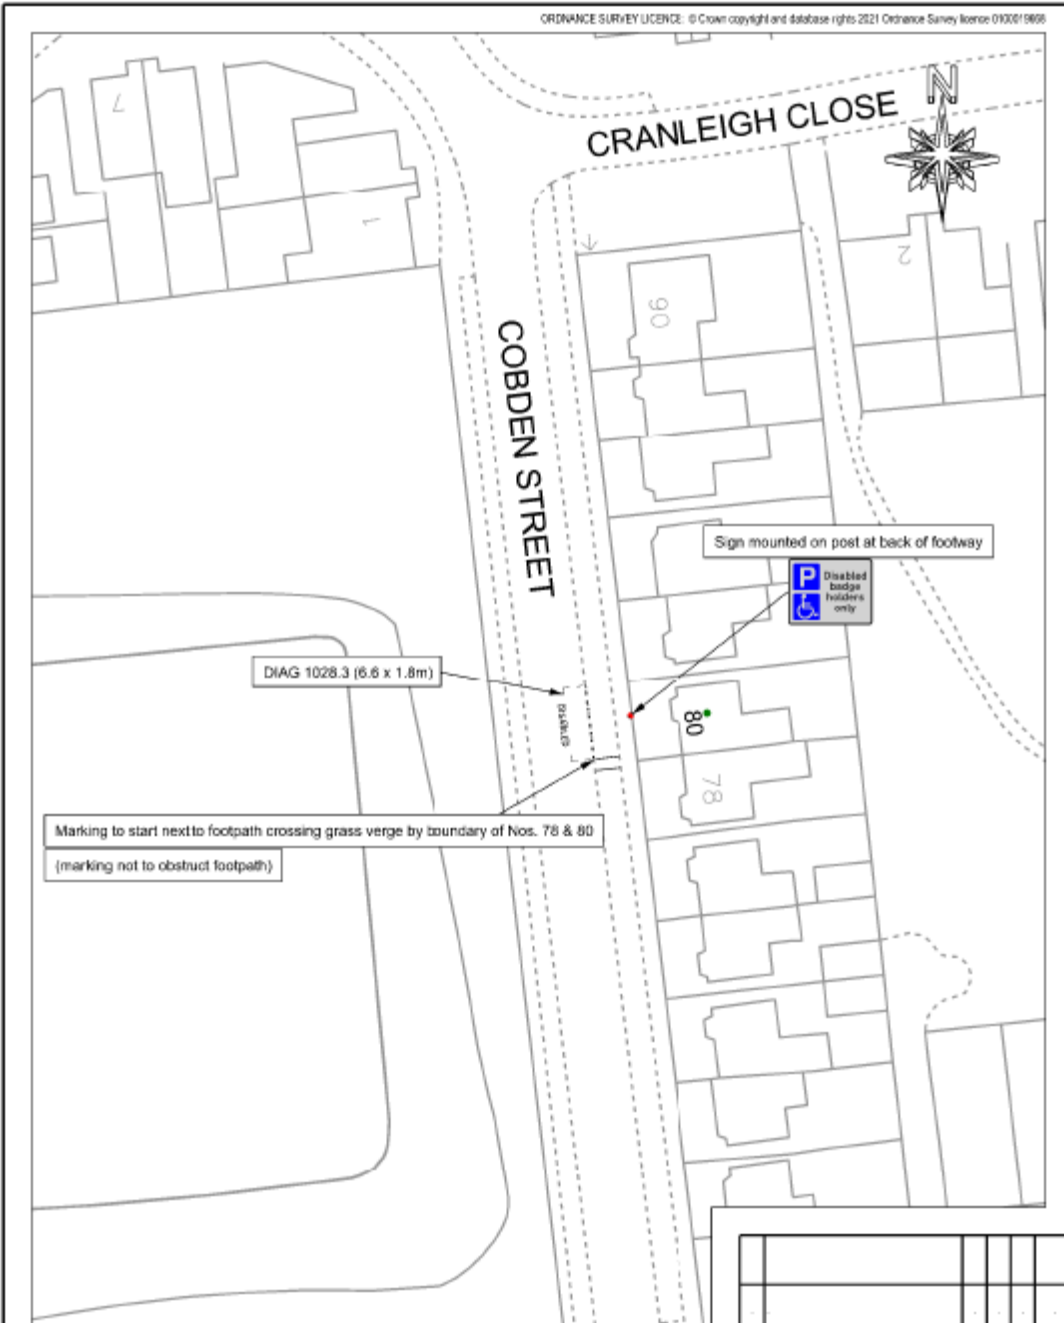 ORDNANCE SURVEY LICENCE: © Crown copyright and database rights 2021 Ordnance Survey licence 0100019668
CRANLEIGH CLOSE
N
7
1
2
90
COBDEN STREET
Sign mounted on post at back of footway
P
Disabled
badge
holders
only
DIAG 1028.3 (6.6 x 1.8m)
DISABLED
80
78
Marking to start next to footpath crossing grass verge by boundary of Nos. 78 & 80
(marking not to obstruct footpath)